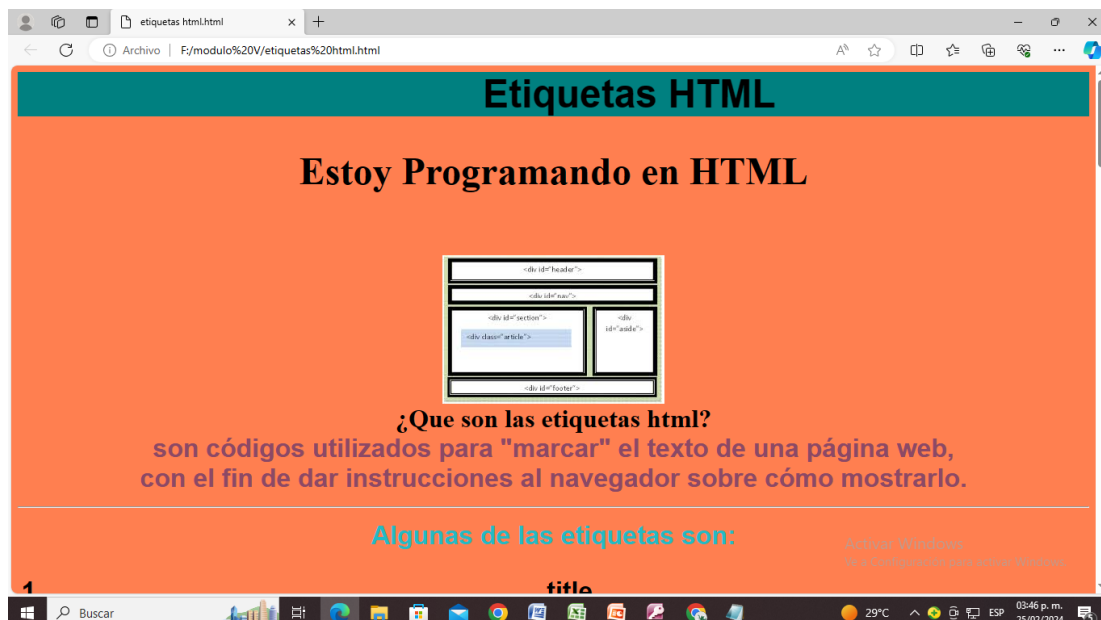 etiquetas html.html
Archivo | F:/modulo%20V/etiquetas%20html.html
Etiquetas HTML
Estoy Programando en HTML
<div id="header">
<div id="nav">
<div id="section">
<div
id="aside">
<div class="article">
<div id="footer">
¿Que son las etiquetas html?
son códigos utilizados para "marcar" el texto de una página web,
con el fin de dar instrucciones al navegador sobre cómo mostrarlo.
Algunas de las etiquetas son:
Activar Windows
1 title
Buscar
29°C
ESP
03:46 p. m.
25/02/2024